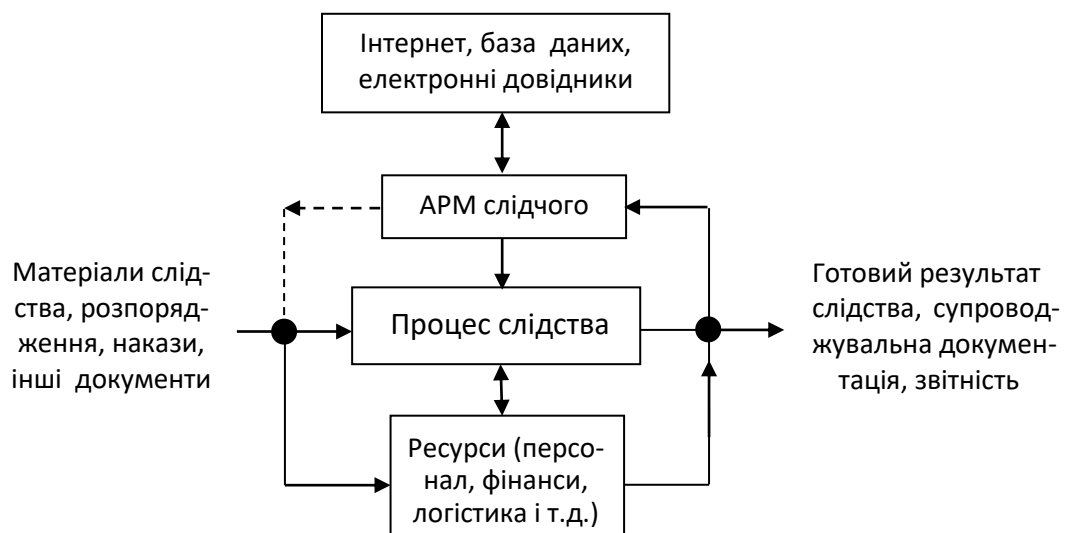 Інтернет, база даних,
електронні довідники
АРМ слідчого
Матеріали слід-
ства, розпоряд-
ження, накази,
інші документи
Процес слідства
Готовий результат
слідства, супровод-
жувальна докумен-
тація, звітність
Ресурси (персо-
нал, фінанси,
логістика і т.д.)